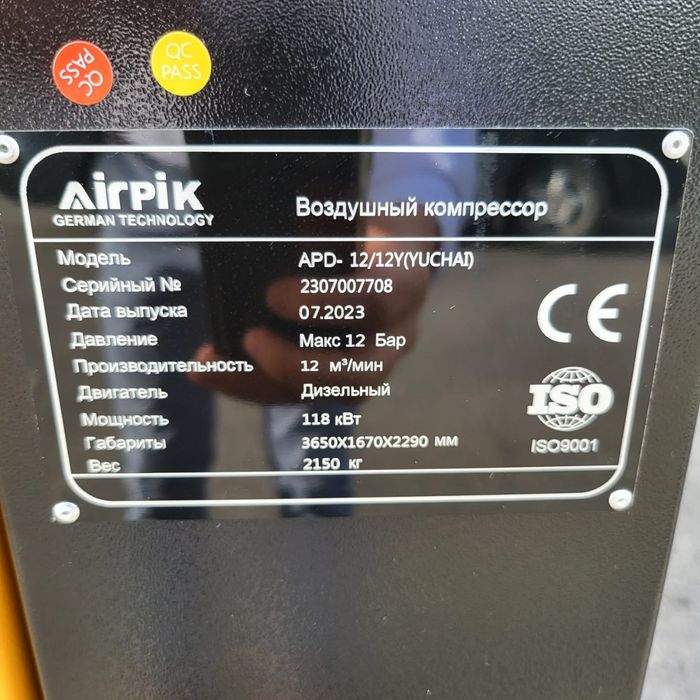 QC
PASS
QC
PASS
AirpiK
GERMAN TECHNOLOGY
Воздушный компрессор
Модель APD- 12/12Y(YUCHAI)
Серийный № 2307007708
Дата выпуска 07.2023
Давление Макс 12 Бар
Производительность 12 м³/мин
Двигатель Дизельный
Мощность 118 кВт
Габариты 3650X1670X2290 мм
Вес 2150 кг
CE
ISO
ISO9001